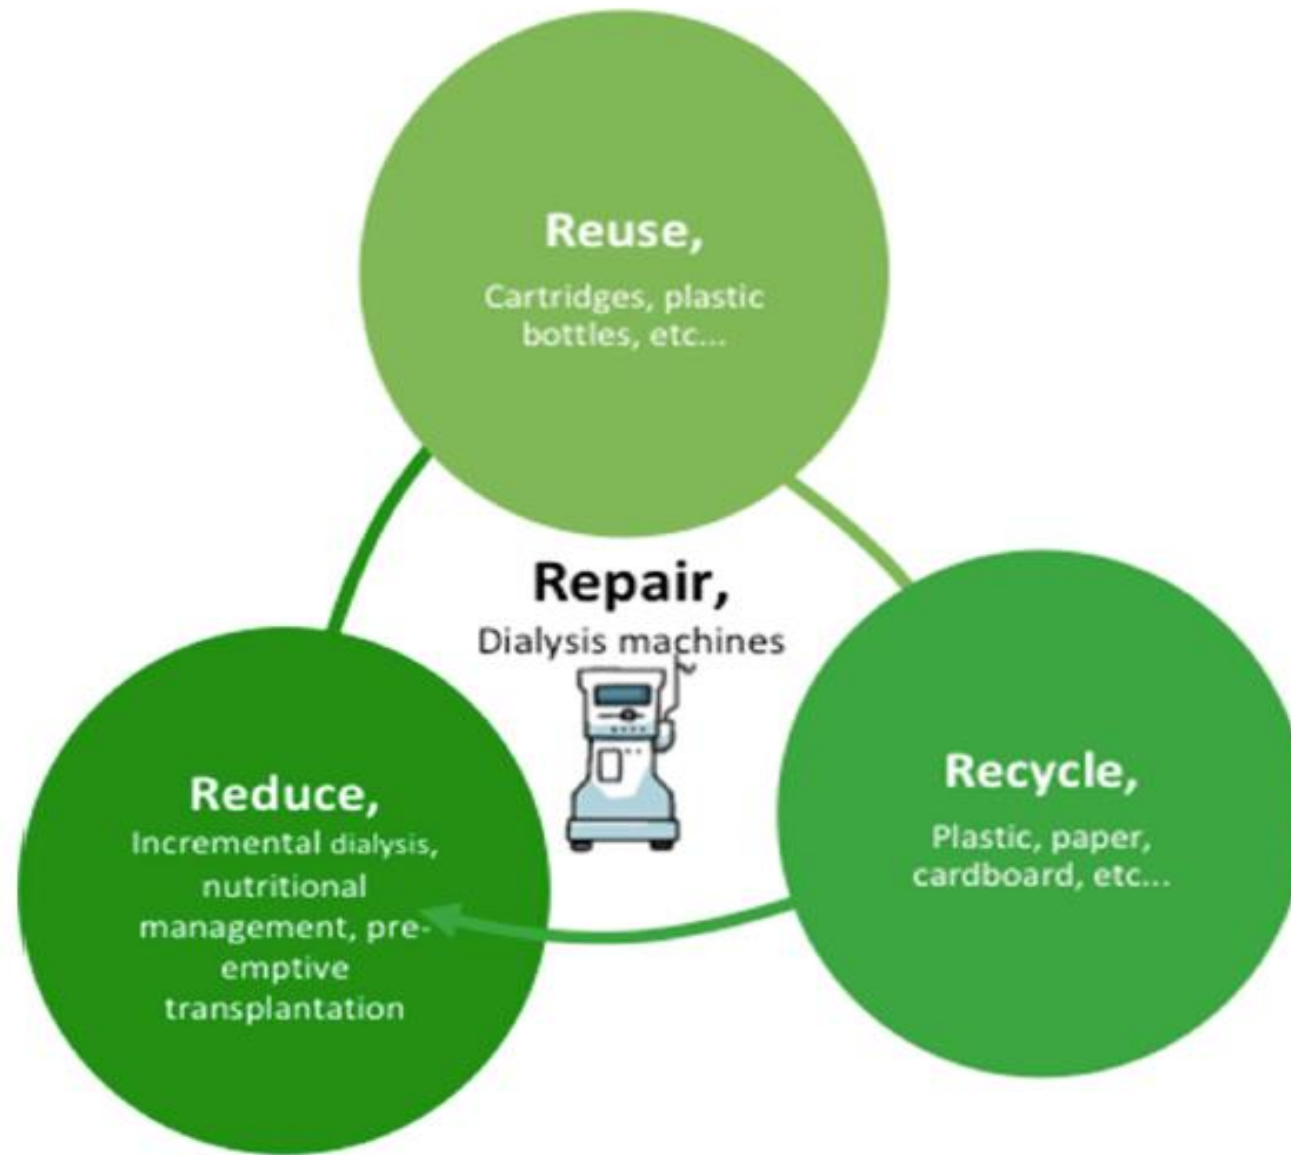 Reuse,
Cartridges, plastic
bottles, etc...
Repair,
Dialysis machines
Reduce,
Incremental dialysis,
nutritional
management, pre-
emptive
transplantation
Recycle,
Plastic, paper,
cardboard, etc...